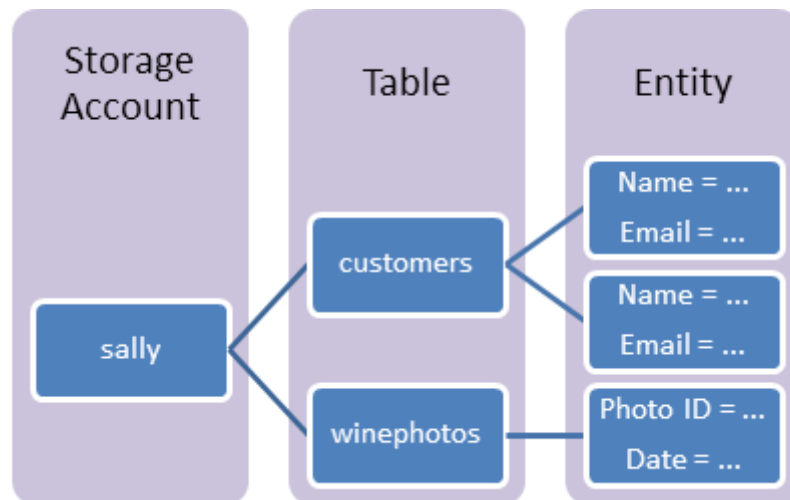 Storage
Account
Table
Entity
sally
customers
winephotos
Name = ...
Email = ...
Name = ...
Email = ...
Photo ID = ...
Date = ...